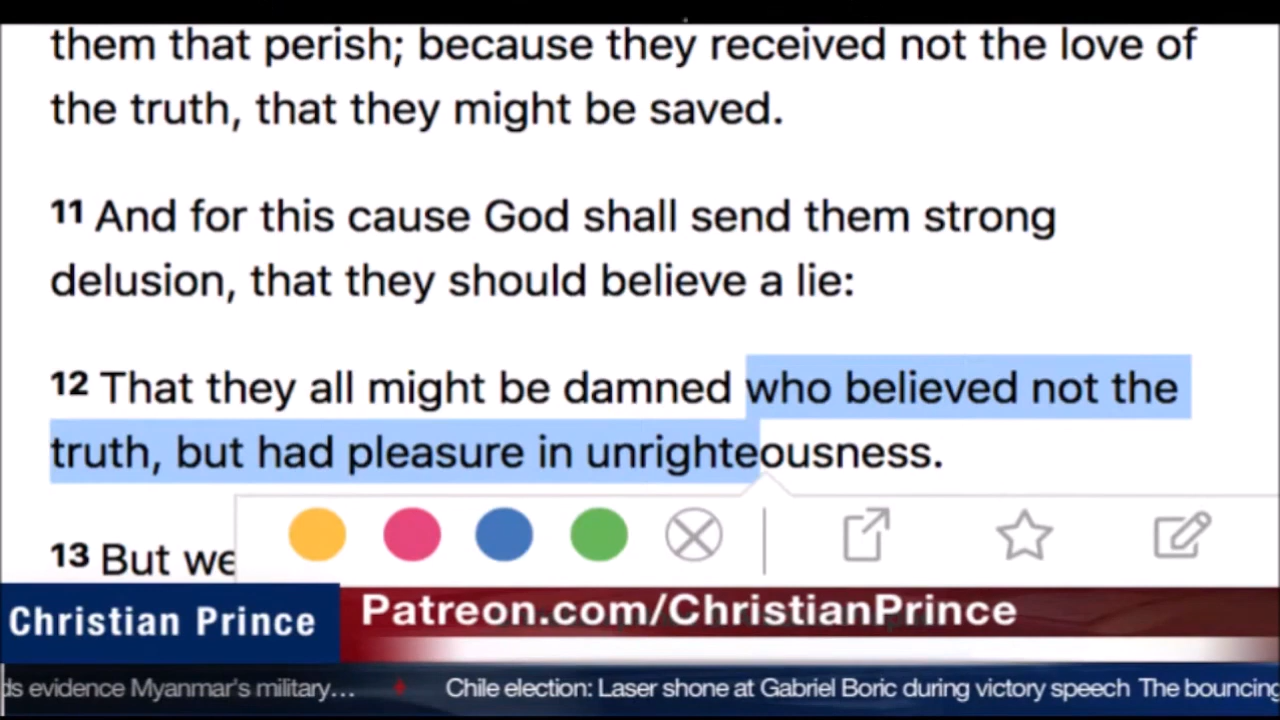 them that perish; because they received not the love of
the truth, that they might be saved.
11 And for this cause God shall send them strong
delusion, that they should believe a lie:
12 That they all might be damned who believed not the
truth, but had pleasure in unrighteousness.
13 But we
Christian Prince
Patreon.com/ChristianPrince
ds evidence Myanmar's military... Chile election: Laser shone at Gabriel Boric during victory speech The bouncing